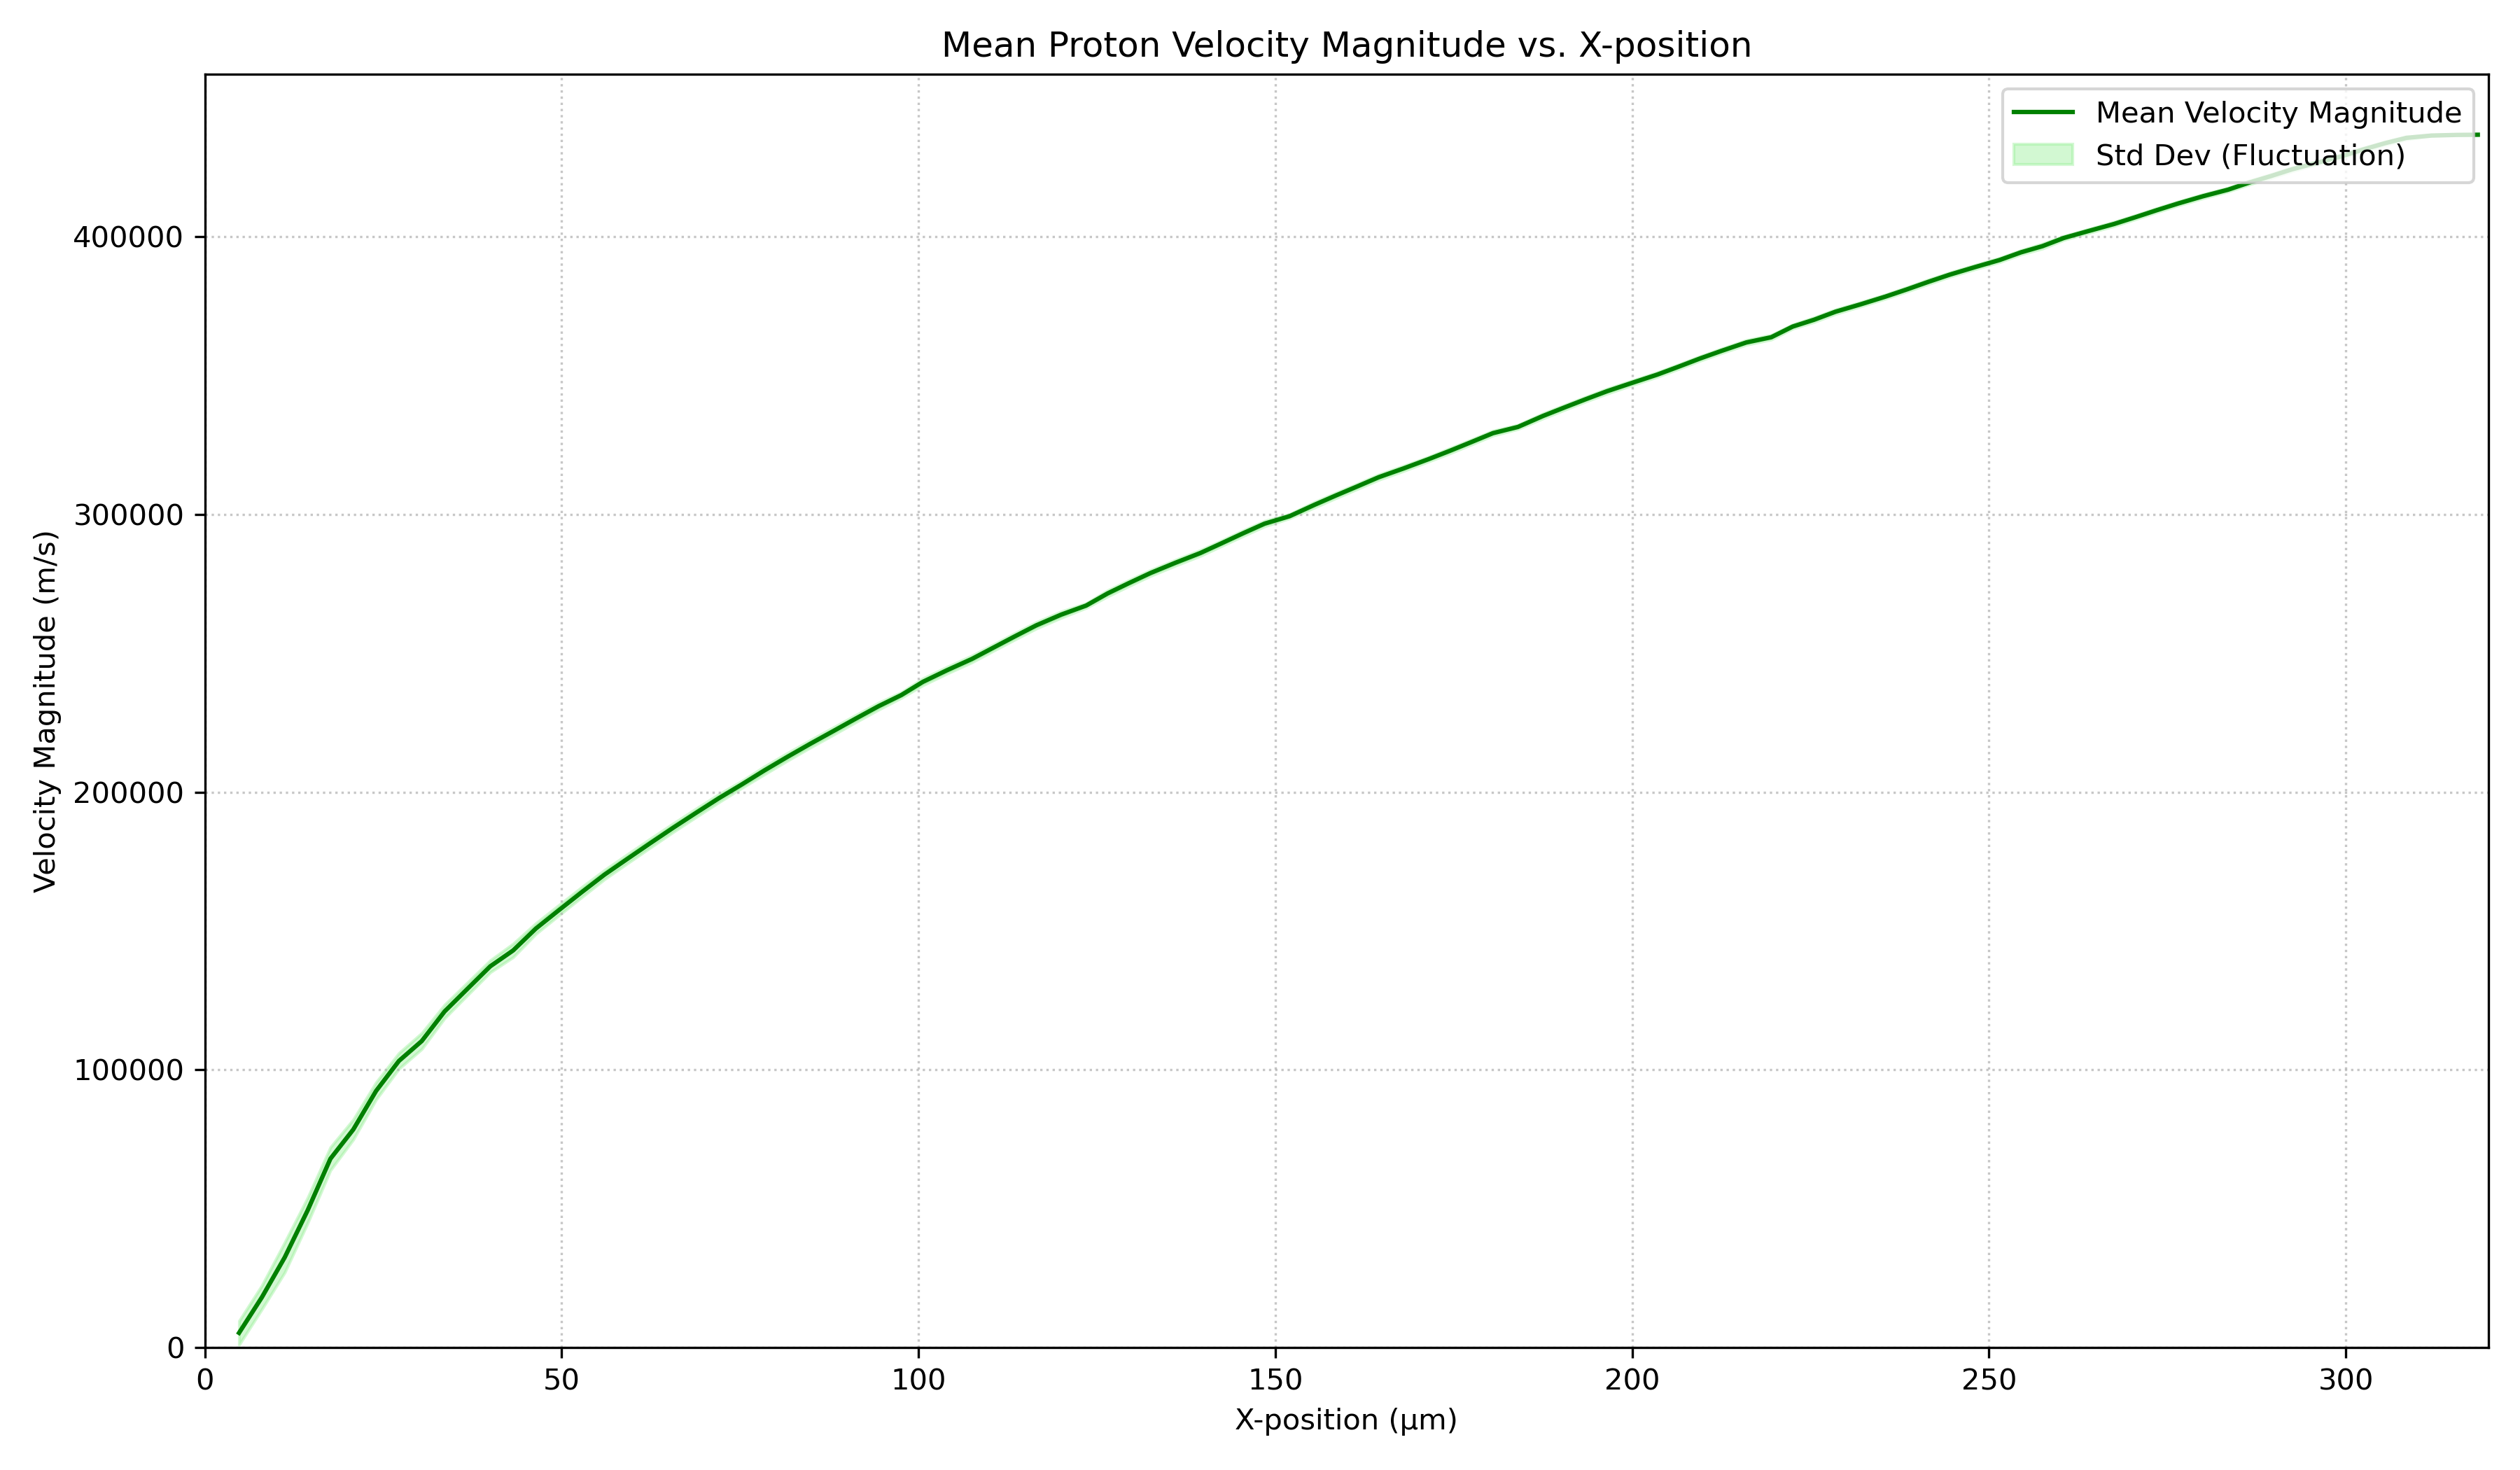 Mean Proton Velocity Magnitude vs. X-position
Mean Velocity Magnitude
Std Dev (Fluctuation)
Velocity Magnitude (m/s)
400000
300000
200000
100000
0
0 50 100 150 200 250 300
X-position (μm)